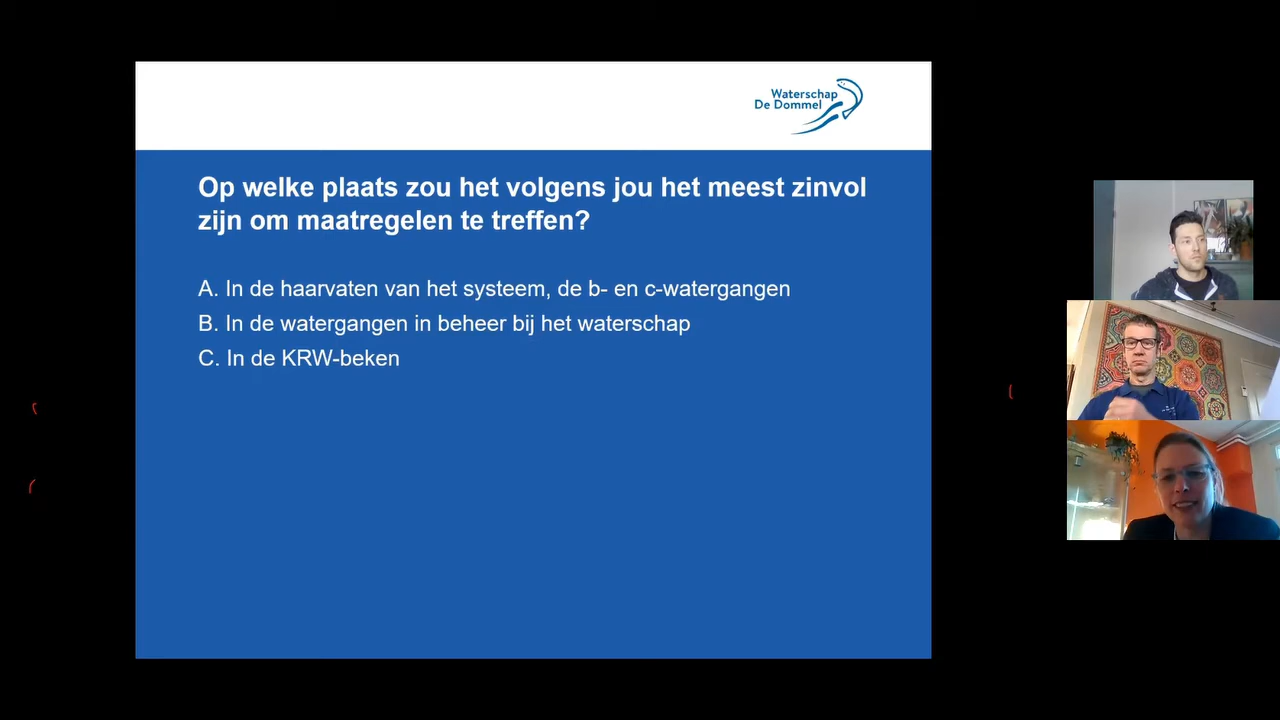 Waterschap
De Dommel
Op welke plaats zou het volgens jou het meest zinvol
zijn om maatregelen te treffen?
A. In de haarvaten van het systeem, de b- en c-watergangen
B. In de watergangen in beheer bij het waterschap
C. In de KRW-beken